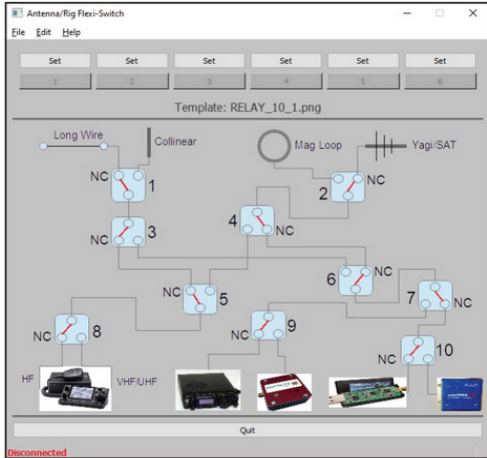 Antenna/Rig Flexi-Switch
File Edit Help
Set Set Set Set Set Set
1 2 3 4 5 6
Template: RELAY_10_1.png
Long Wire Collinear Mag Loop Yagi/SAT
NC 1 2 NC
3 4
NC NC
6 NC
NC 5 7 NC
8 9
NC NC
NC 10
HF VHF/UHF
Quit
Disconnected